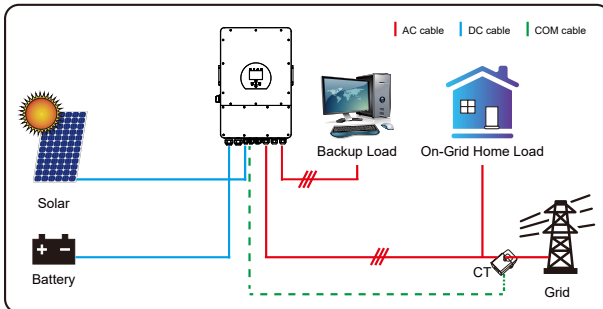 AC cable
DC cable
COM cable
Backup Load
On-Grid Home Load
Solar
CT
Battery
Grid